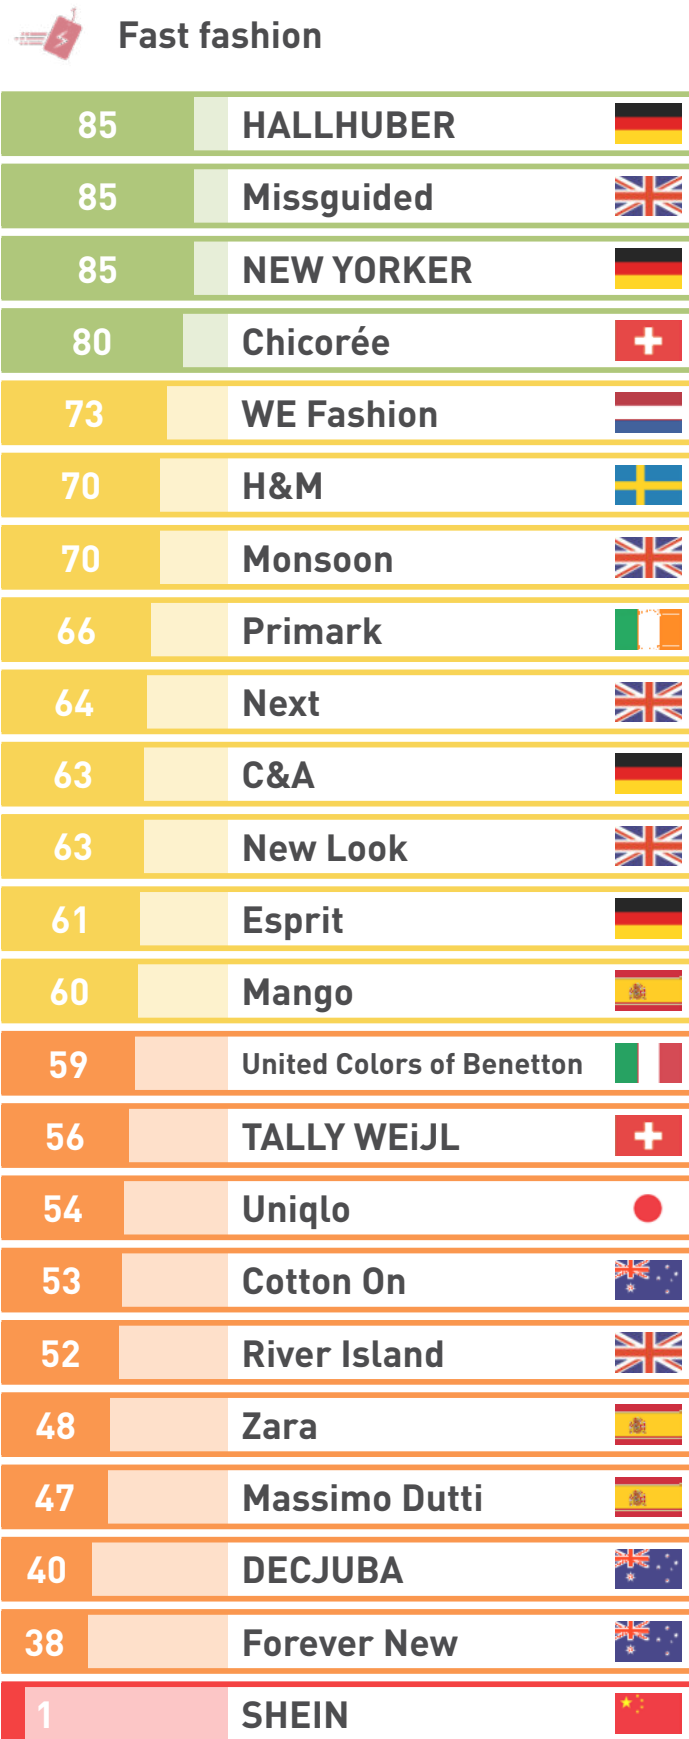 Fast fashion
85 HALLHUBER
85 Missguided
85 NEW YORKER
80 Chicorée
73 WE Fashion
70 H&M
70 Monsoon
66 Primark
64 Next
63 C&A
63 New Look
61 Esprit
60 Mango
59 United Colors of Benetton
56 TALLY WEiJL
54 Uniqlo
53 Cotton On
52 River Island
48 Zara
47 Massimo Dutti
40 DECJUBA
38 Forever New
1 SHEIN